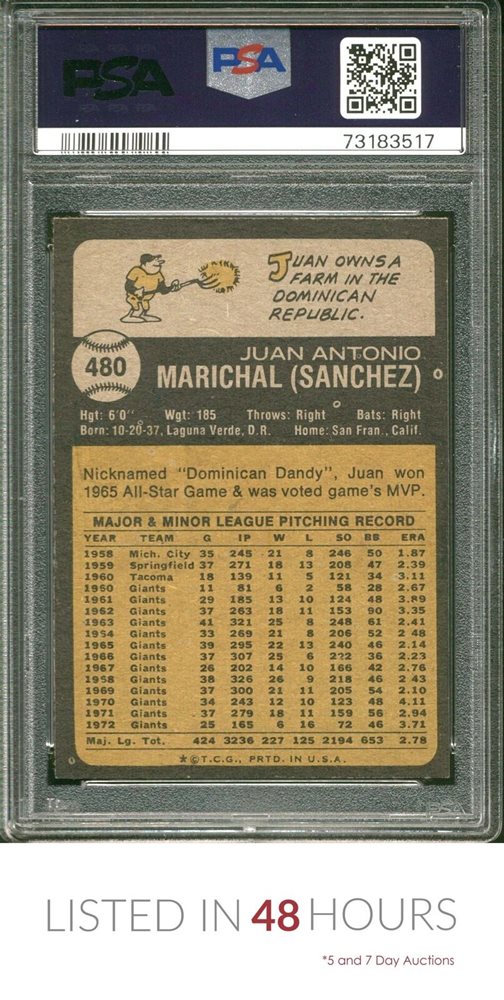 PSA
PSA
73183517
JUAN OWNS A
FARM IN THE
DOMINICAN
REPUBLIC.
480
JUAN ANTONIO
MARICHAL (SANCHEZ)
Hgt: 6'0" Wgt: 185 Throws: Right Bats: Right
Born: 10-20-37, Laguna Verde, D.R. Home: San Fran., Calif.
Nicknamed "Dominican Dandy", Juan won
1965 All-Star Game & was voted game's MVP.
MAJOR & MINOR LEAGUE PITCHING RECORD
YEAR TEAM G IP W L SO BB ERA
1958 Mich. City 35 245 21 8 246 50 1.87
1959 Springfield 37 271 18 13 208 47 2.39
1960 Tacoma 18 139 11 5 121 34 3.11
1960 Giants 11 81 6 2 58 28 2.67
1961 Giants 29 185 13 10 124 48 3.89
1962 Giants 37 263 18 11 153 90 3.35
1963 Giants 41 321 25 8 248 61 2.41
1964 Giants 33 269 21 8 206 52 2 48
1965 Giants 39 295 22 13 240 46 2.14
1966 Giants 37 307 25 6 222 36 2.23
1967 Giants 26 202 14 10 166 42 2.76
1968 Giants 38 326 26 9 218 46 2 43
1969 Giants 37 300 21 11 205 54 2.10
1970 Giants 34 243 12 10 123 48 4.11
1971 Giants 37 279 18 11 159 56 2.94
1972 Giants 25 165 6 16 72 46 3.71
Maj. Lg. Tot. 424 3236 227 125 2194 653 2.78
★©T.C.G., PRTD. IN U.S.A.
LISTED IN 48 HOURS
*5 and 7 Day Auctions